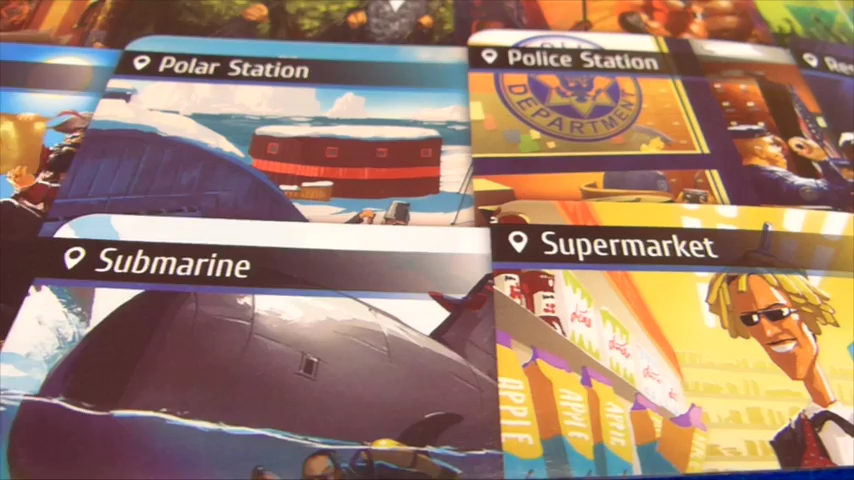 Polar Station
Police Station
DEPARTMENT
Submarine
Supermarket
APPLE
APPLE
APPLE